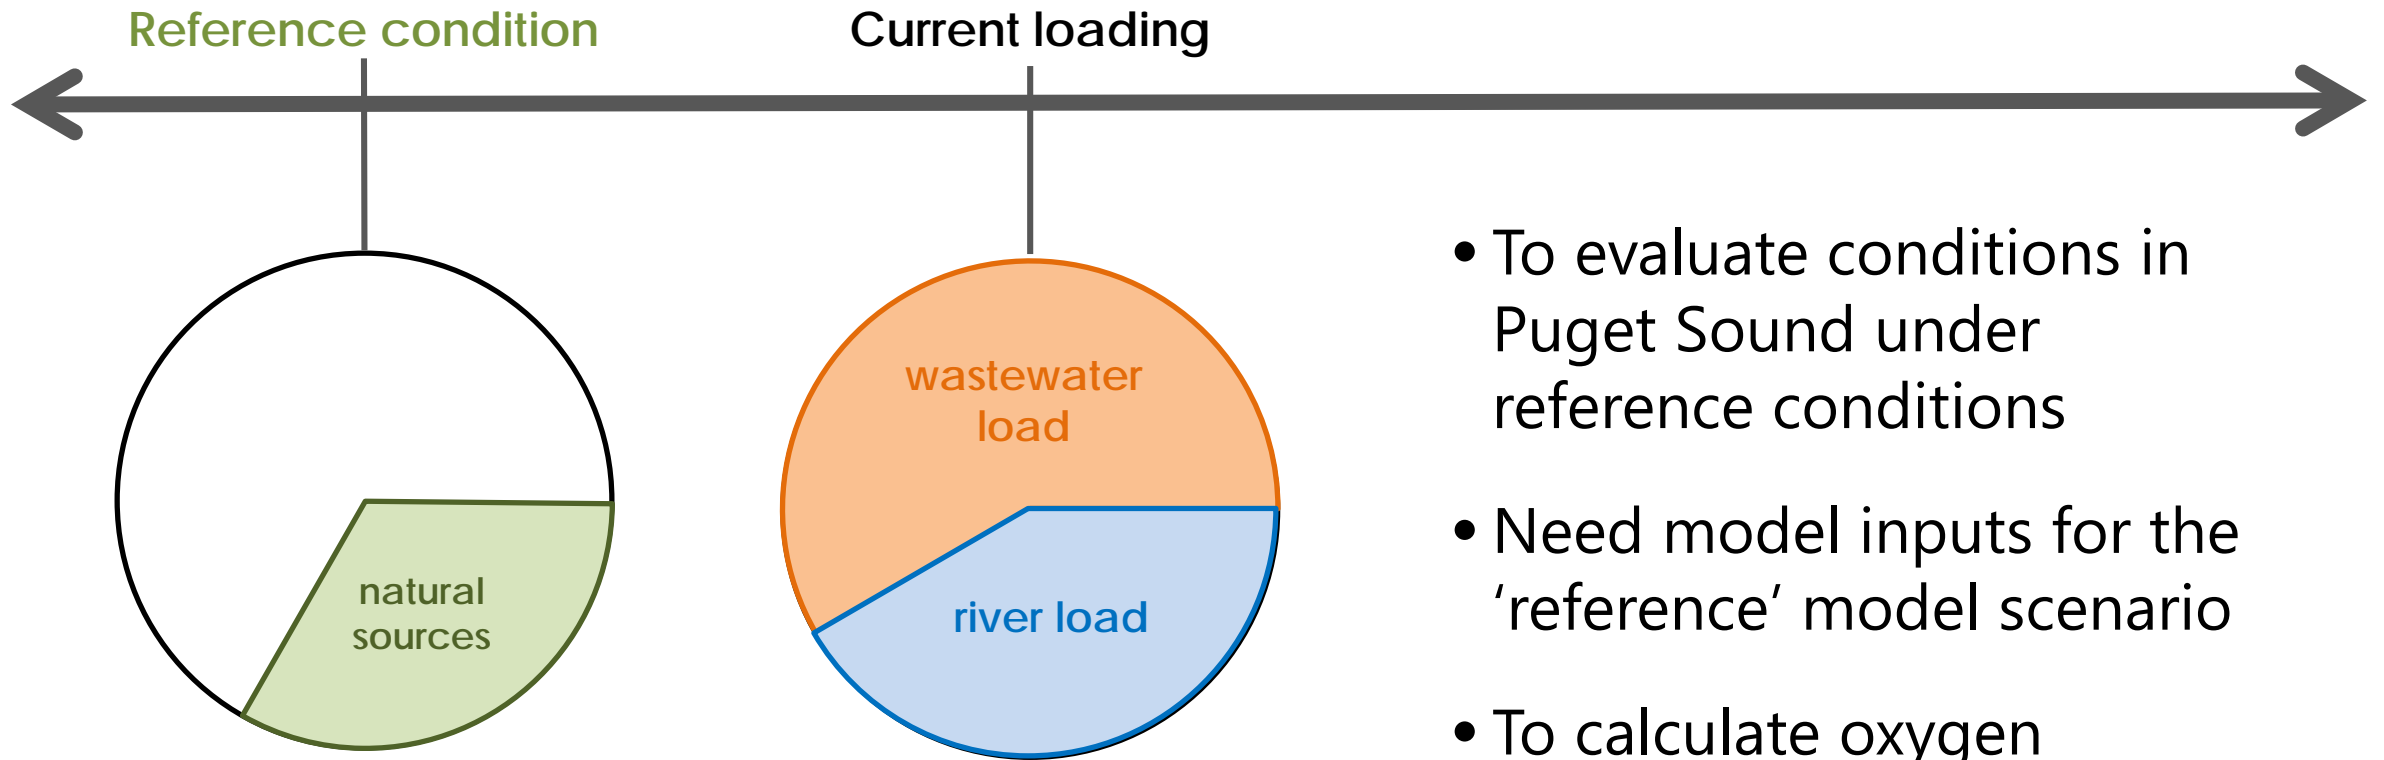 Reference condition
Current loading
wastewater
load
natural
sources
river load
• To evaluate conditions in
Puget Sound under
reference conditions
• Need model inputs for the
‘reference’ model scenario
• To calculate oxygen